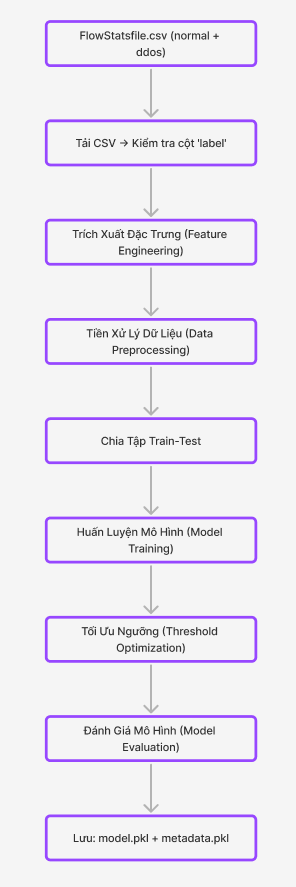 FlowStatsfile.csv (normal +
ddos)
Tải CSV → Kiểm tra cột 'label'
Trích Xuất Đặc Trưng (Feature
Engineering)
Tiền Xử Lý Dữ Liệu (Data
Preprocessing)
Chia Tập Train-Test
Huấn Luyện Mô Hình (Model
Training)
Tối Ưu Ngưỡng (Threshold
Optimization)
Đánh Giá Mô Hình (Model
Evaluation)
Lưu: model.pkl + metadata.pkl